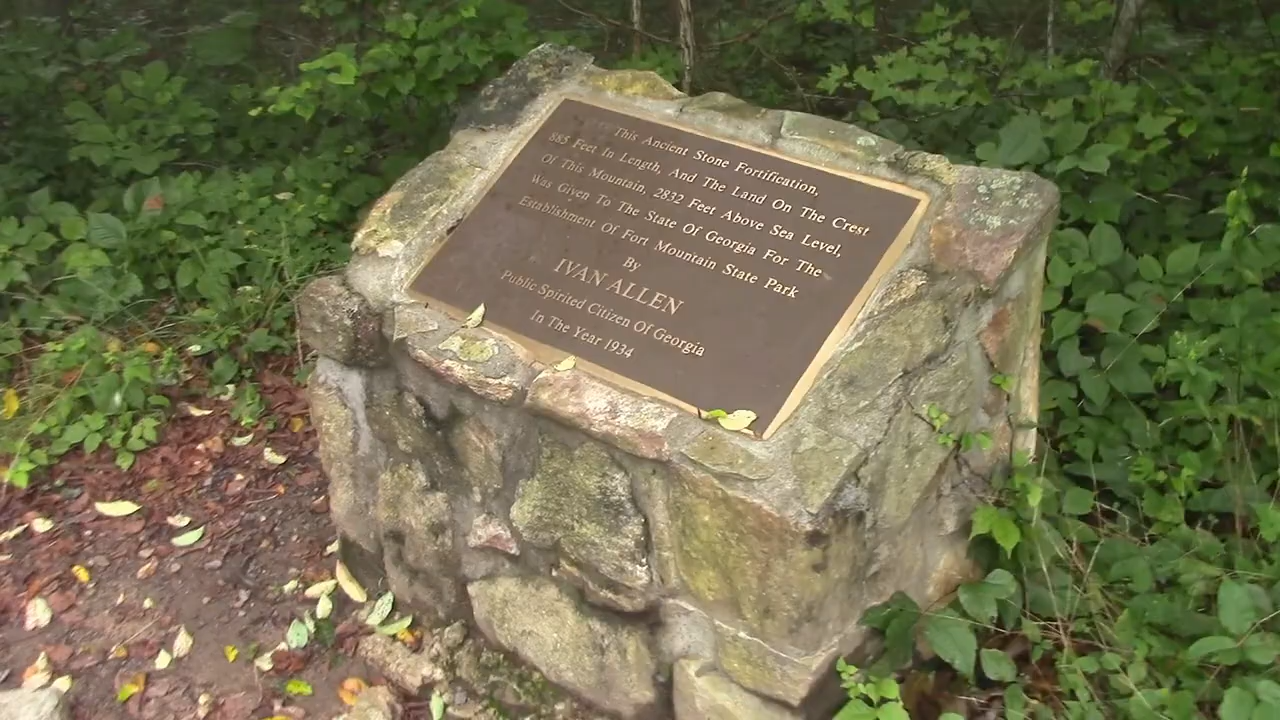 This Ancient Stone Fortification,
885 Feet In Length, And The Land On The Crest
Of This Mountain, 2832 Feet Above Sea Level,
Was Given To The State Of Georgia For The
Establishment Of Fort Mountain State Park
By
IVAN ALLEN
Public Spirited Citizen Of Georgia
In The Year 1934